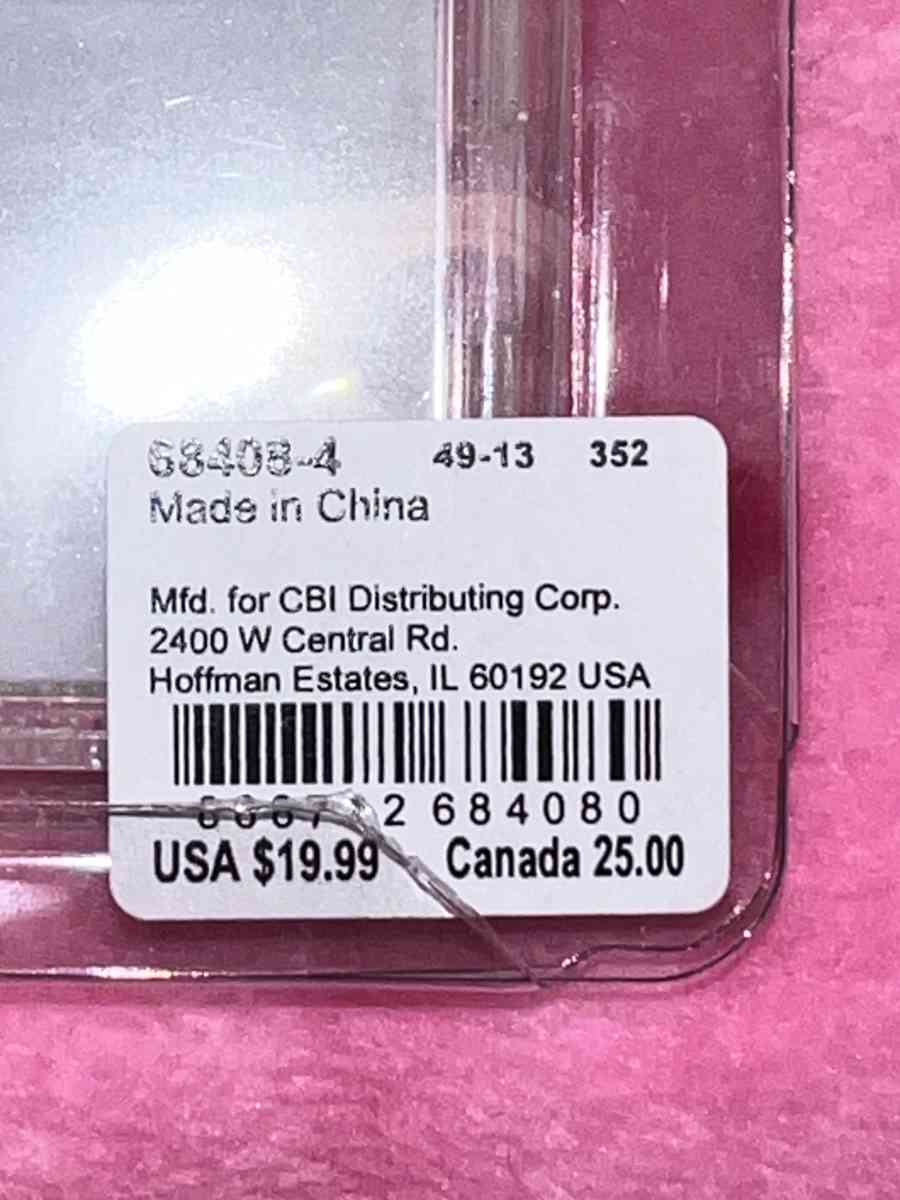 68408-4 49-13 352
Made in China
Mfd. for CBI Distributing Corp.
2400 W Central Rd.
Hoffman Estates, IL 60192 USA
2 684080
USA $19.99 Canada 25.00